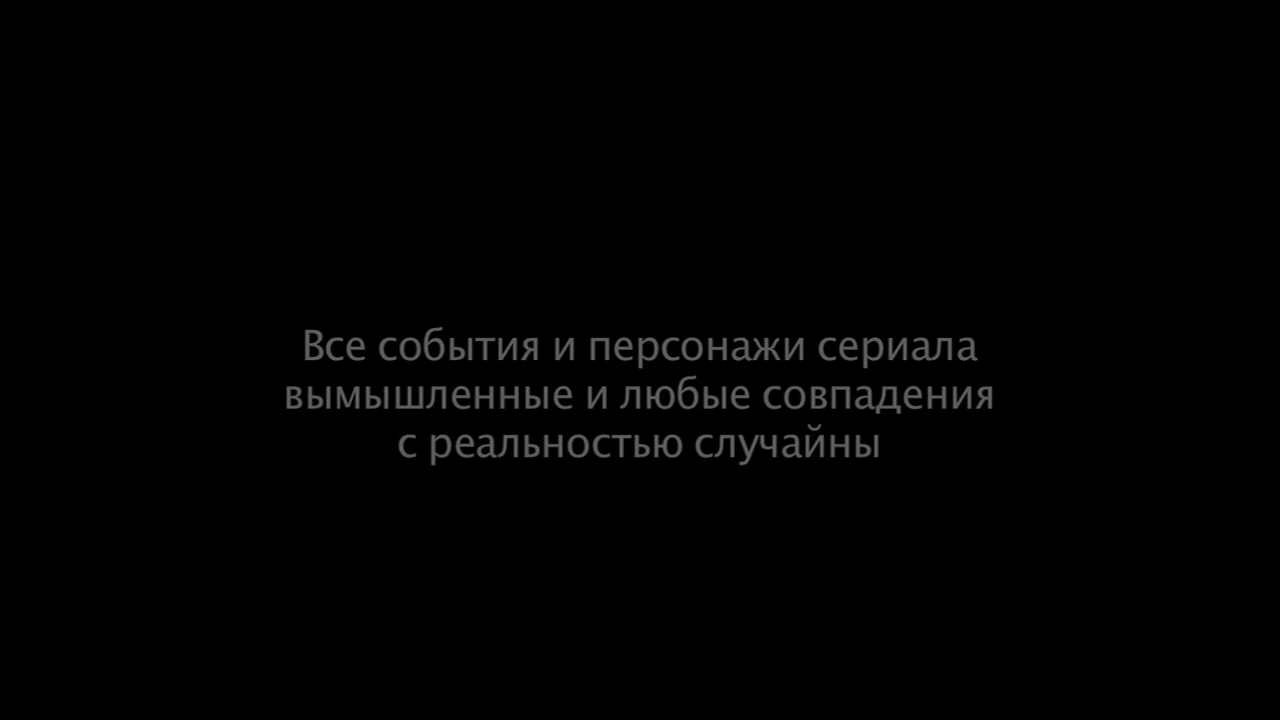 Все события и персонажи сериала
вымышленные и любые совпадения
с реальностью случайны